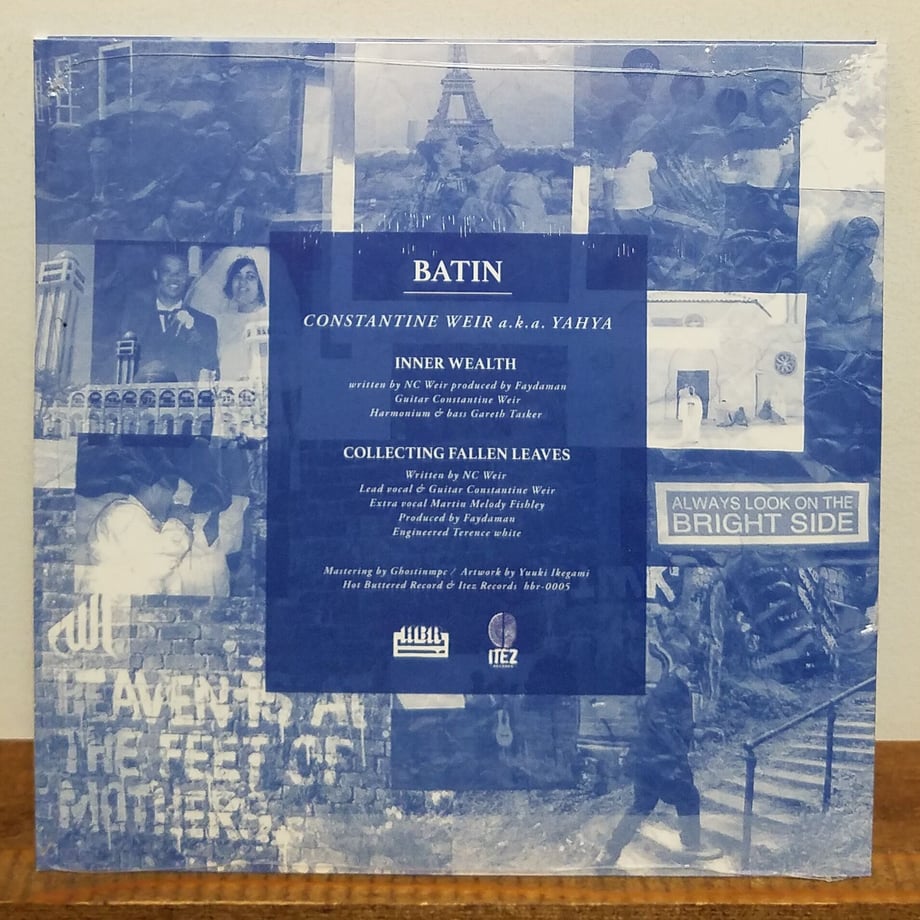 BATIN
CONSTANTINE WEIR a.k.a. YAHYA
INNER WEALTH
written by NC Weir produced by Faydaman
Guitar Constantine Weir
Harmonium & bass Gareth Tasker
COLLECTING FALLEN LEAVES
Written by NC Weir
Lead vocal & Guitar Constantine Weir
Extra vocal Martin Melody Fishley
Produced by Faydaman
Engineered Terence white
Mastering by Ghostinmpc / Artwork by Yuuki Ikegami
Hot Buttered Record & Itez Records hbr-0005
ITEZ
RECORDS
ALWAYS LOOK ON THE
BRIGHT SIDE
HEAVEN IS AT
THE FEET OF
MOTHERS